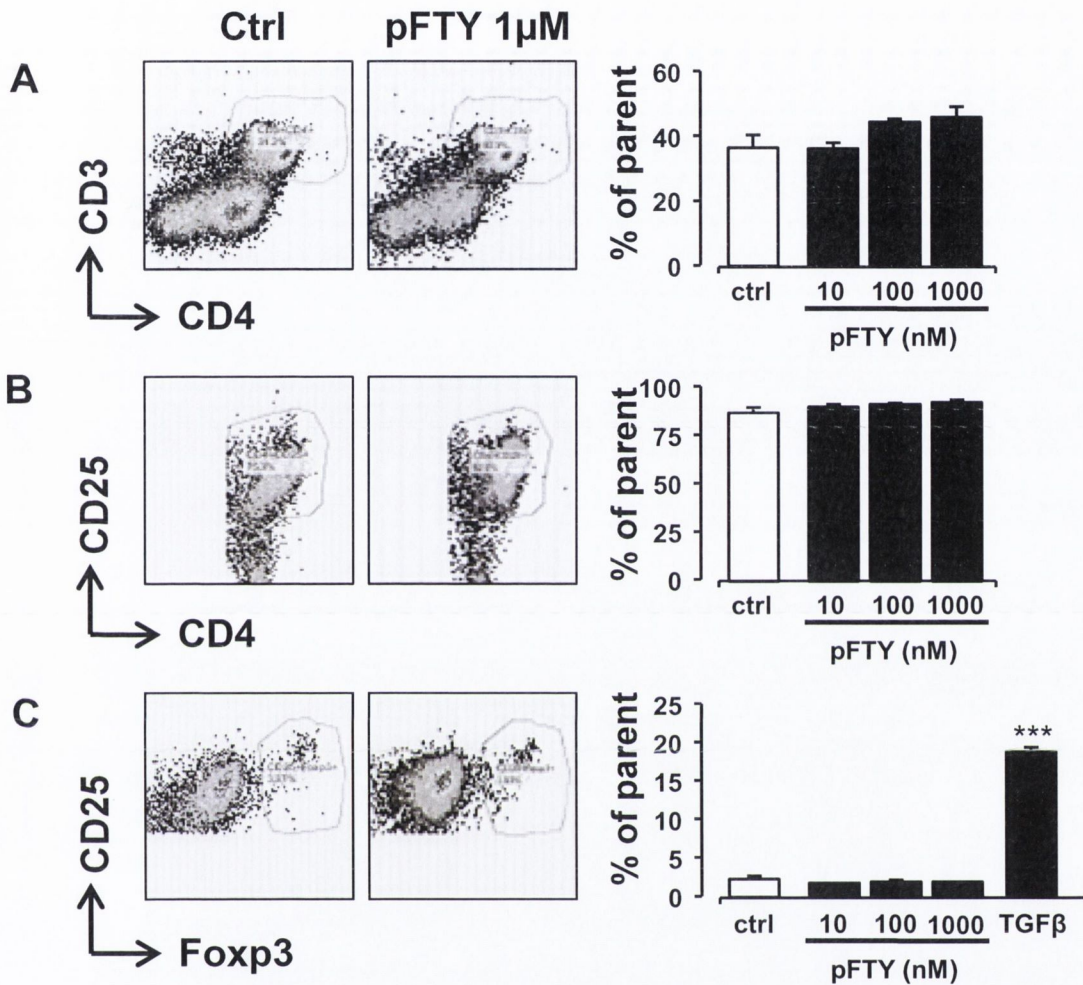 Ctrl pFTY 1µM
A
CD3
CD4
% of parent
60
40
20
0
ctrl 10 100 1000
pFTY (nM)
B
CD25
CD4
% of parent
100
75
50
25
0
ctrl 10 100 1000
pFTY (nM)
C
CD25
Foxp3
% of parent
25
20
15
10
5
0
***
ctrl 10 100 1000 TGFβ
pFTY (nM)